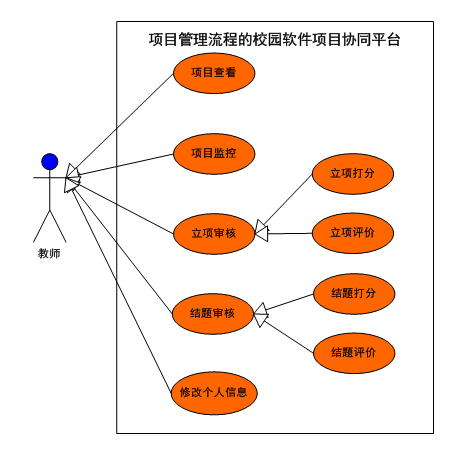 项目管理流程的校园软件项目协同平台
项目查看
项目监控
立项打分
立项审核
立项评价
教师
结题打分
结题审核
结题评价
修改个人信息